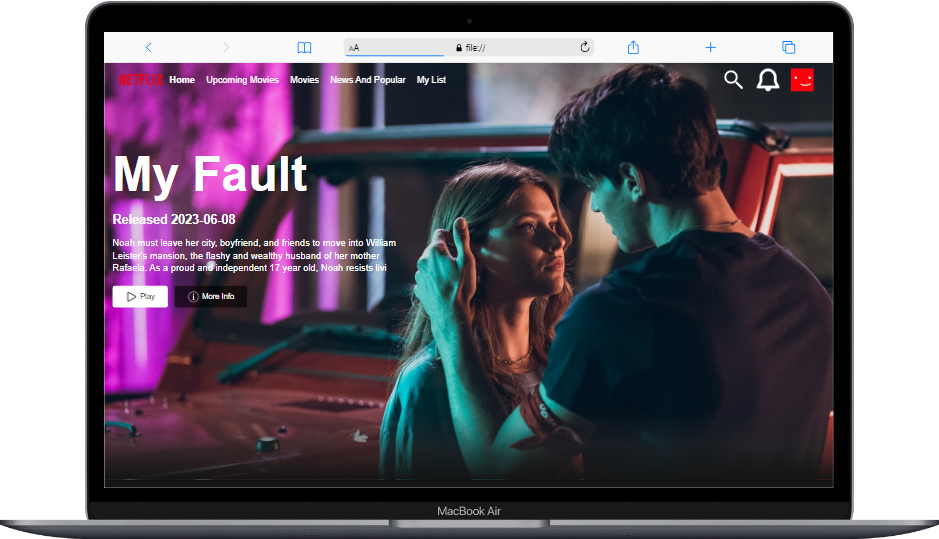 AA file://
NETFLIX Home Upcoming Movies Movies News And Popular My List
My Fault
Released 2023-06-08
Noah must leave her city, boyfriend, and friends to move into William
Leister's mansion, the flashy and wealthy husband of her mother
Rafaela. As a proud and independent 17 year old, Noah resists livi
Play More Info
MacBook Air